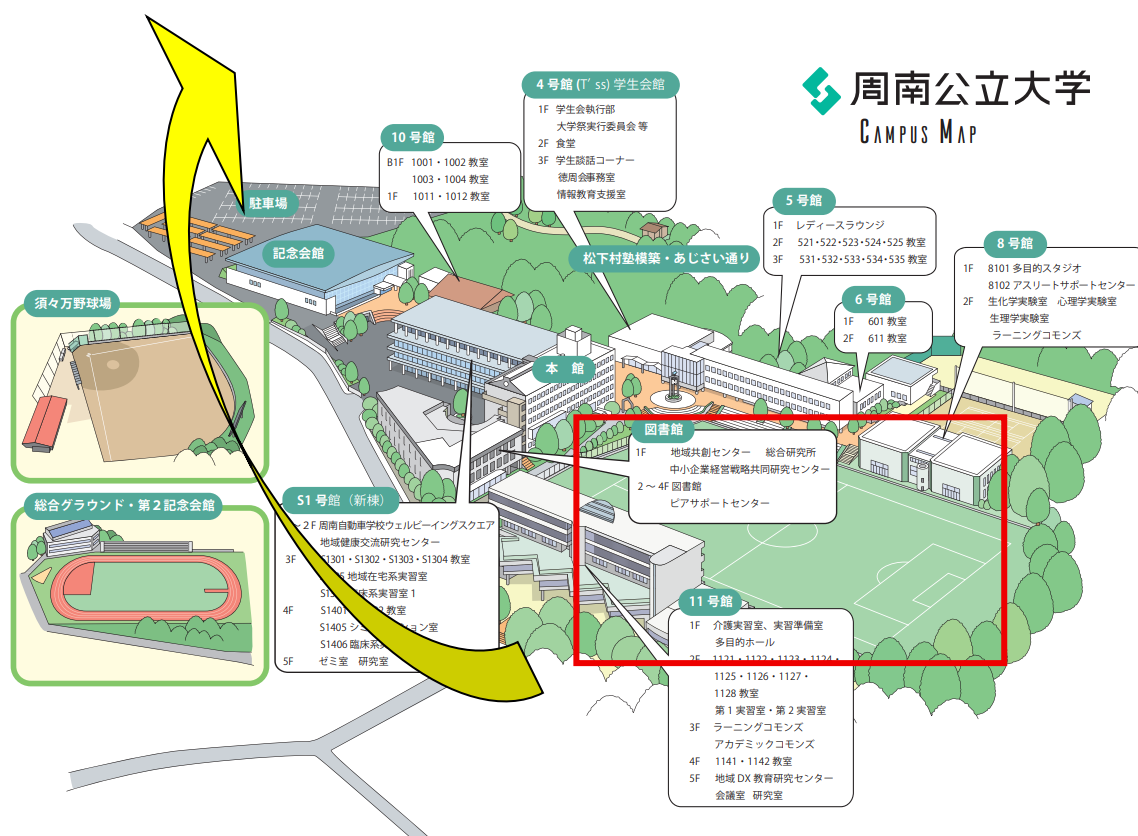 周南公立大学
CAMPUS MAP
4 号館 (T’ss) 学生会館
1F 学生会執行部
大学祭実行委員会 等
2F 食堂
3F 学生談話コーナー
徳周会事務室
情報教育支援室
10 号館
B1F 1001・1002 教室
1003・1004 教室
1F 1011・1012 教室
駐車場
記念会館
松下村塾模築・あじさい通り
5 号館
1F レディースラウンジ
2F 521・522・523・524・525 教室
3F 531・532・533・534・535 教室
8 号館
1F 8101 多目的スタジオ
8102 アスリートサポートセンター
2F 生化学実験室 心理学実験室
生理学実験室
ラーニングコモンズ
6 号館
1F 601 教室
2F 611 教室
須々万野球場
本 館
図書館
1F 地域共創センター 総合研究所
中小企業経営戦略共同研究センター
2 〜 4F 図書館
ピアサポートセンター
総合グラウンド・第２記念会館
S1 号館（新棟）
〜 2 F 周南自動車学校ウェルビーイングスクエア
地域健康交流研究センター
3F S1301・S1302・S1303・S1304 教室
地域在宅系実習室
床系実習室 1
4F S1401 教室
S1405 シ ン室
S1406 臨床系
5F ゼミ室 研究室
11 号館
1F 介護実習室、実習準備室
多目的ホール
2F 1121・1122・1123・1124・
1125・1126・1127・
1128 教室
第 1 実習室・第 2 実習室
3F ラーニングコモンズ
アカデミックコモンズ
4F 1141・1142 教室
5F 地域 DX 教育研究センター
会議室 研究室